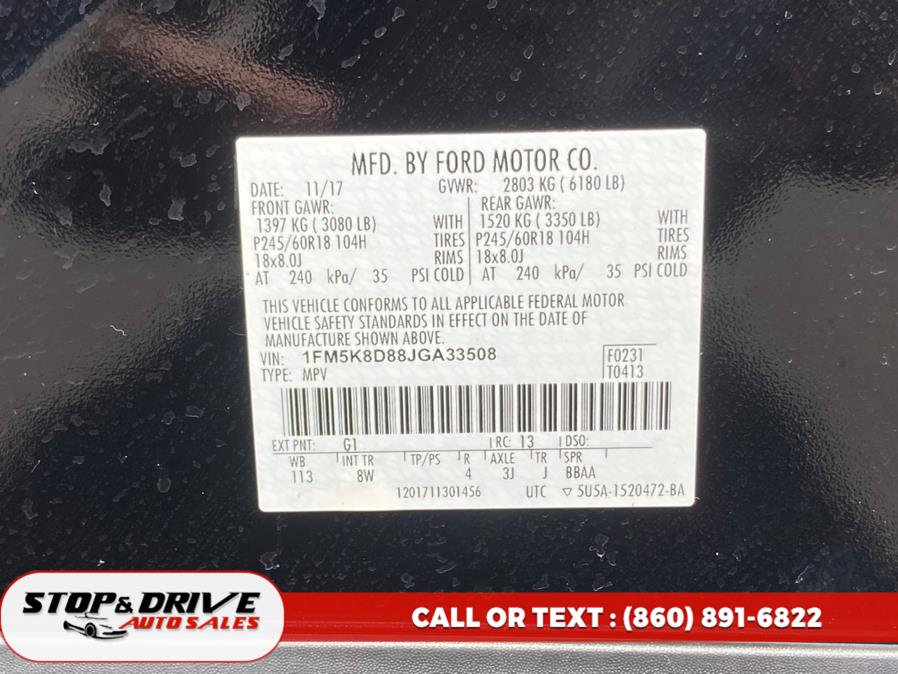 MFD. BY FORD MOTOR CO.
DATE: 11/17 GVWR: 2803 KG ( 6180 LB)
FRONT GAWR: REAR GAWR:
1397 KG ( 3080 LB) WITH 1520 KG ( 3350 LB) WITH
P245/60R18 104H TIRES P245/60R18 104H TIRES
18x8.0J RIMS 18x8.0J RIMS
AT 240 kPa/ 35 PSI COLD AT 240 kPa/ 35 PSI COLD
THIS VEHICLE CONFORMS TO ALL APPLICABLE FEDERAL MOTOR
VEHICLE SAFETY STANDARDS IN EFFECT ON THE DATE OF
MANUFACTURE SHOWN ABOVE.
VIN: 1FM5K8D88JGA33508 F0231
TYPE: MPV T0413
EXT PNT: G1 RC: 13 DSO:
WB INT TR TP/PS R AXLE TR SPR
113 8W 4 3J J BBAA
1201711301456 UTC ▽ 5U5A-1520472-BA
STOP & DRIVE
AUTO SALES
CALL OR TEXT : (860) 891-6822